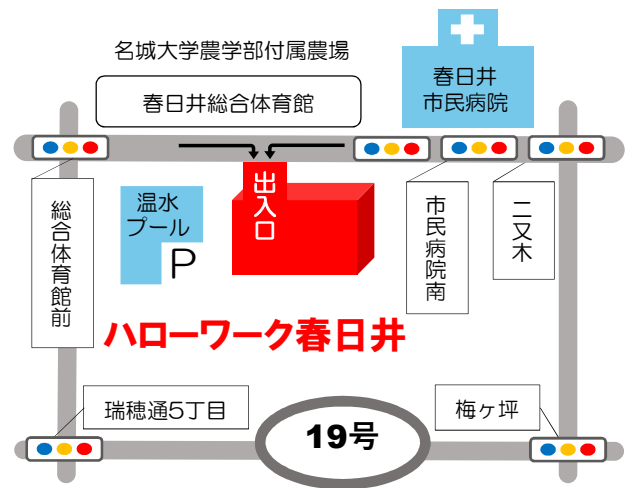 名城大学農学部付属農場
春日井総合体育館
春日井
市民病院
出入口
温水
プール
P
総合体育館前
市民病院南
二又木
ハローワーク春日井
瑞穂通5丁目
19号
梅ヶ坪